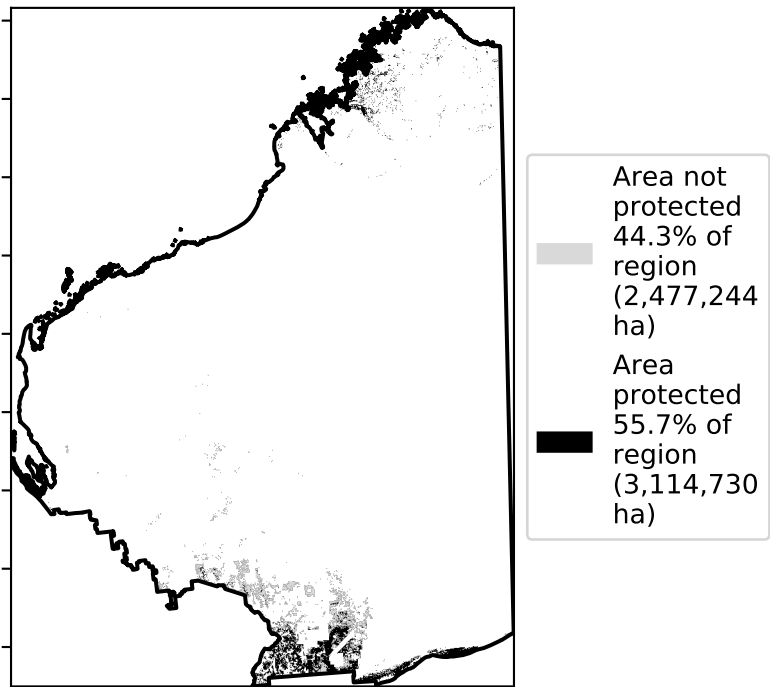 Area not
protected
44.3% of
region
(2,477,244
ha)
Area
protected
55.7% of
region
(3,114,730
ha)